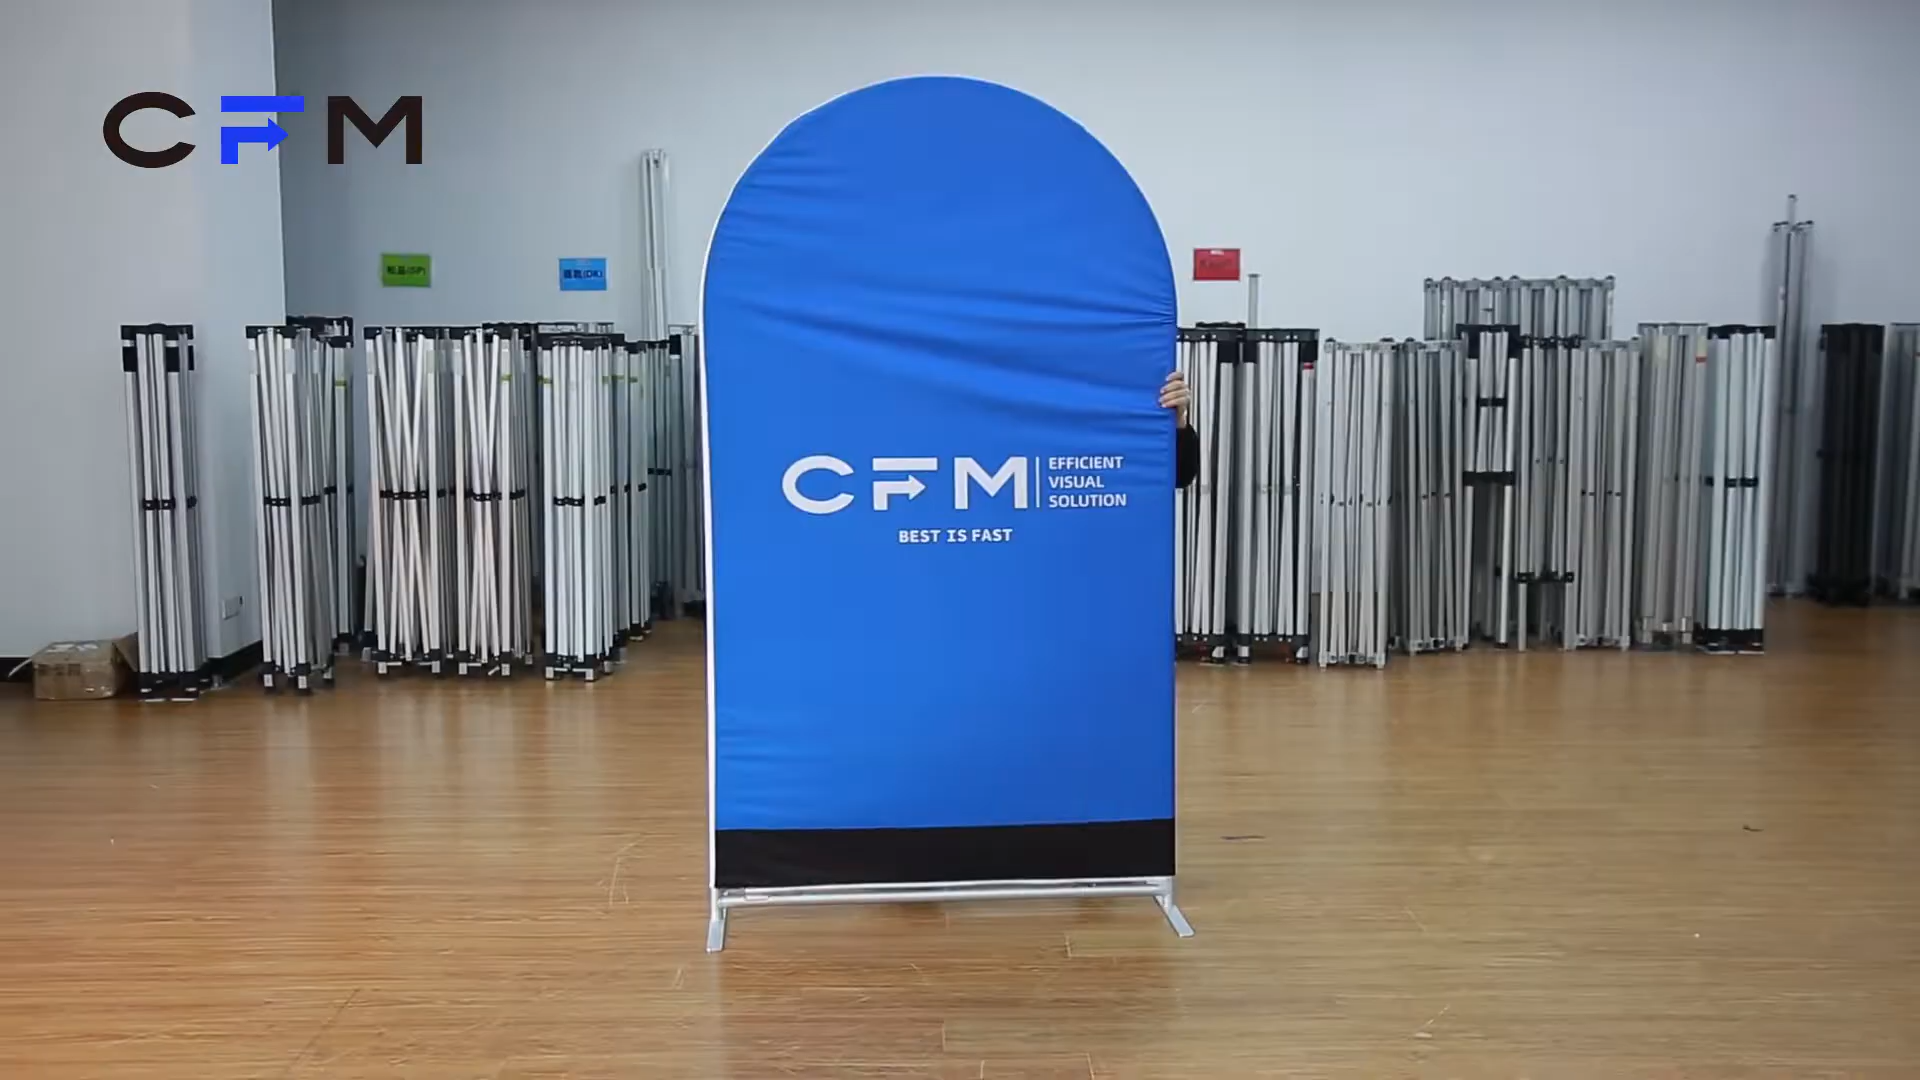 CFM
CFM
EFFICIENT
VISUAL
SOLUTION
BEST IS FAST